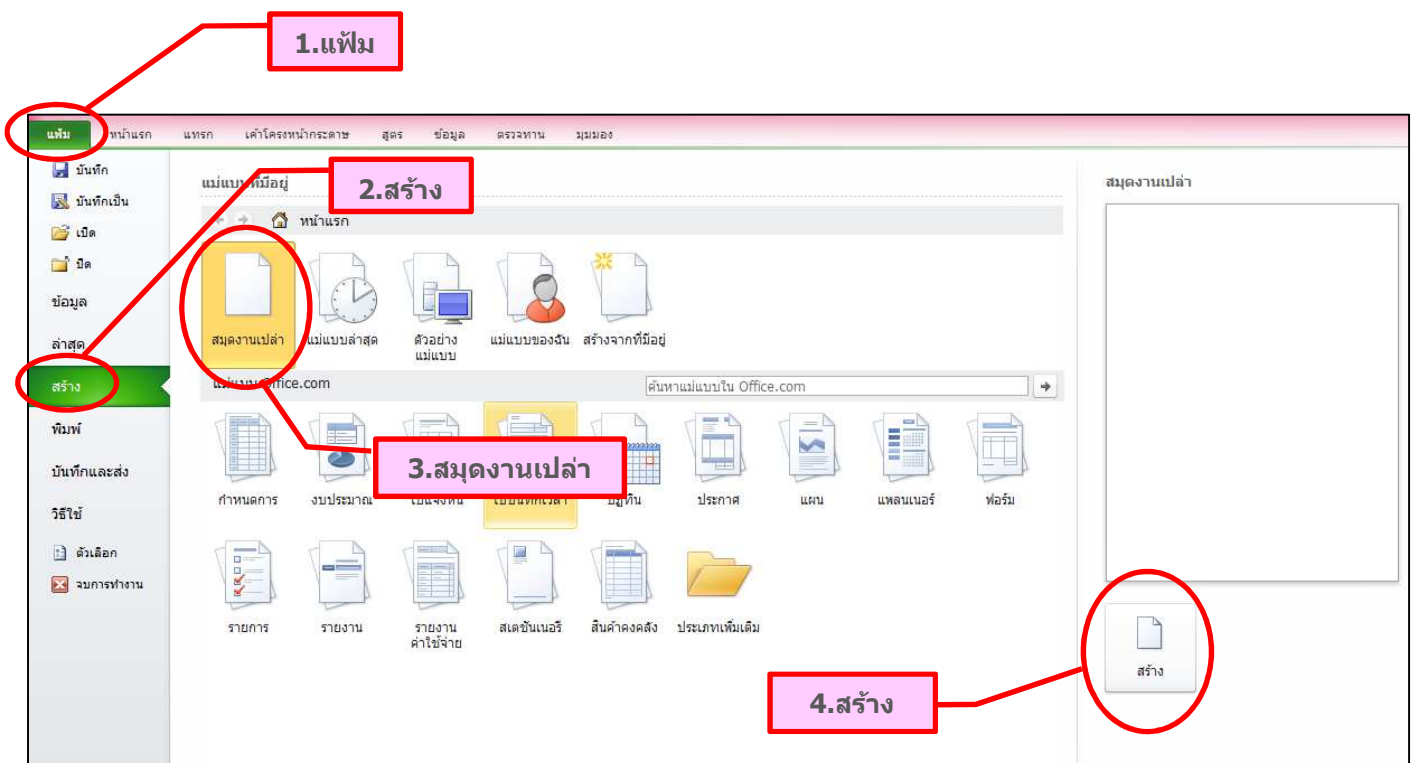 1.แฟ้ม
แฟ้ม หน้าแรก แทรก เค้าโครงหน้ากระดาษ สูตร ข้อมูล ตรวจทาน มุมมอง
บันทึก
บันทึกเป็น
เปิด
ปิด
ข้อมูล
ล่าสุด
สร้าง
พิมพ์
บันทึกและส่ง
วิธีใช้
ตัวเลือก
จบการทำงาน
แม่แบบที่มีอยู่
2.สร้าง
หน้าแรก
สมุดงานเปล่า แม่แบบล่าสุด ตัวอย่าง แม่แบบของฉัน สร้างจากที่มีอยู่
แม่แบบ
แม่แบบ Office.com ค้นหาแม่แบบใน Office.com
3.สมุดงานเปล่า
กำหนดการ งบประมาณ ปฏิทิน ประกาศ แผน แพลนเนอร์ ฟอร์ม
รายการ รายงาน รายงาน สเตชันเนอรี สินค้าคงคลัง ประเภทเพิ่มเติม
ค่าใช้จ่าย
สมุดงานเปล่า
สร้าง
4.สร้าง